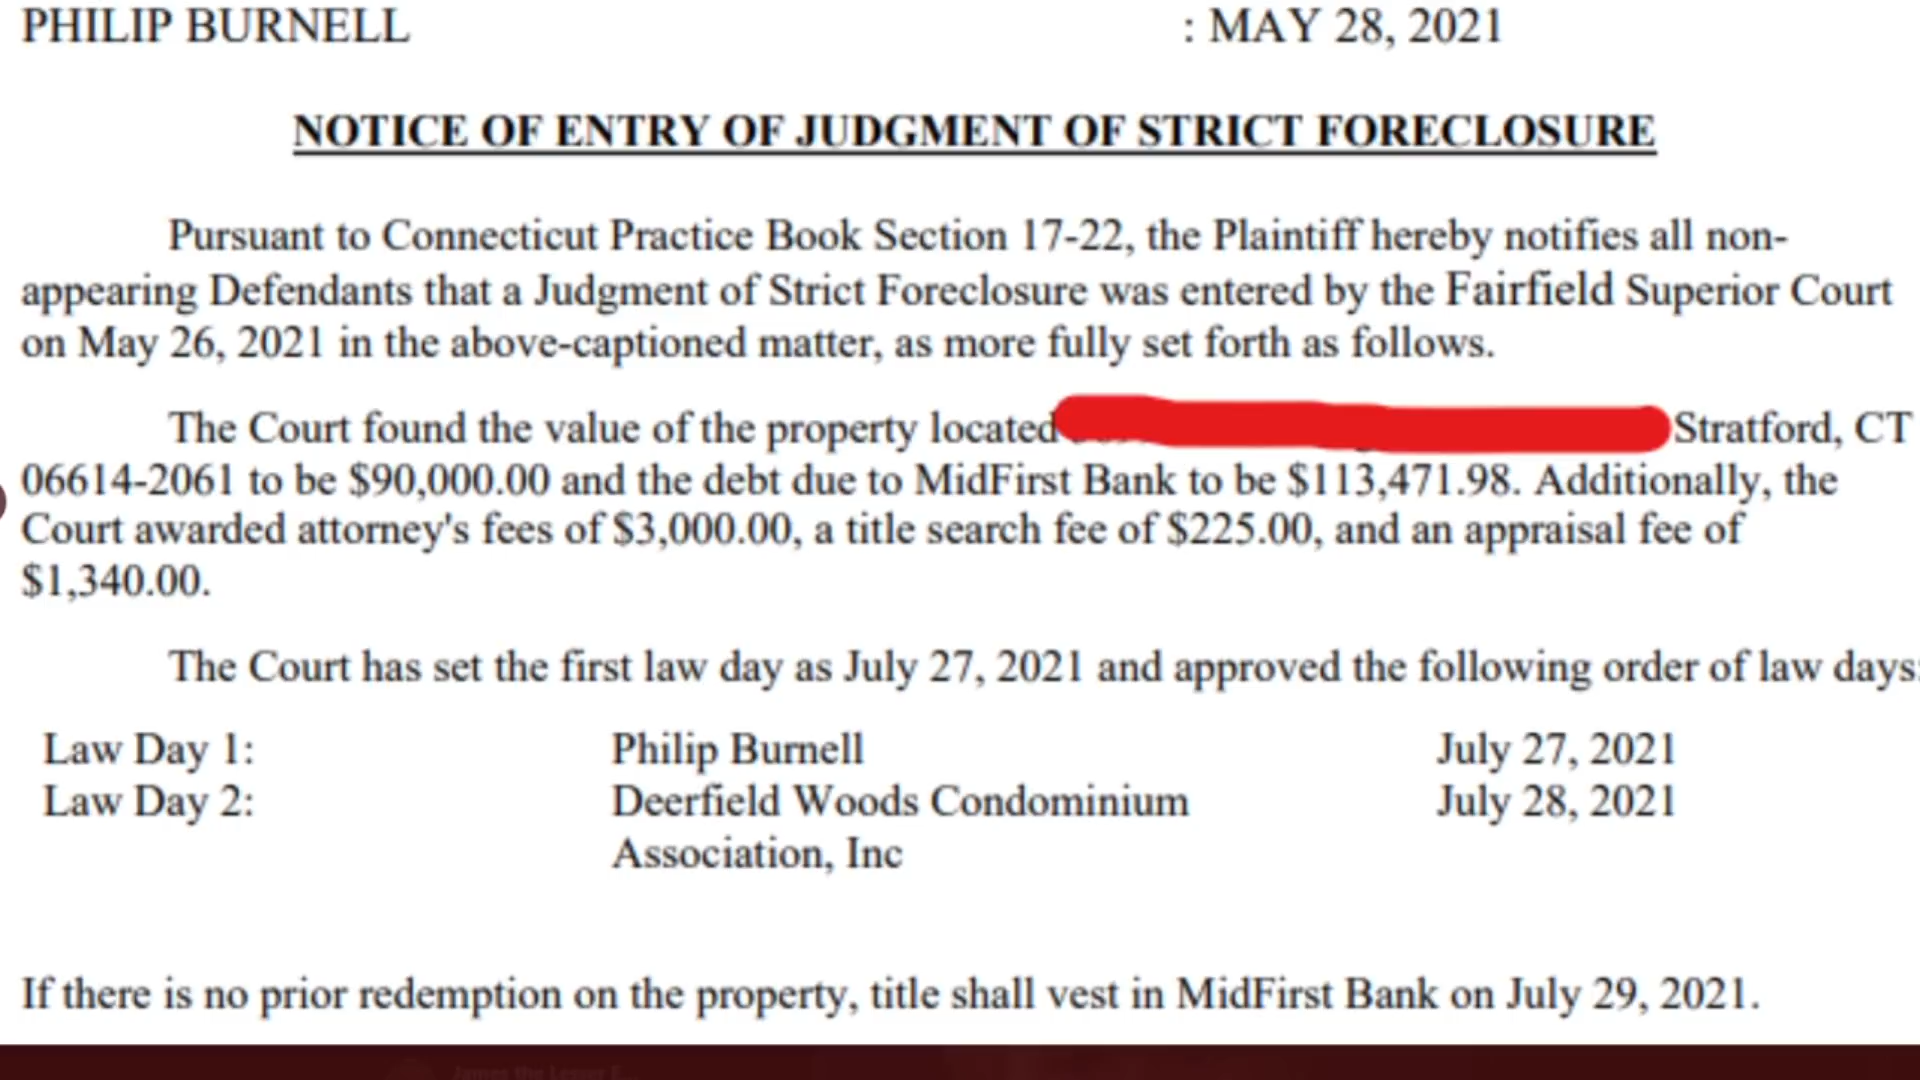 PHILIP BURNELL : MAY 28, 2021
NOTICE OF ENTRY OF JUDGMENT OF STRICT FORECLOSURE
Pursuant to Connecticut Practice Book Section 17-22, the Plaintiff hereby notifies all non-
appearing Defendants that a Judgment of Strict Foreclosure was entered by the Fairfield Superior Court
on May 26, 2021 in the above-captioned matter, as more fully set forth as follows.
The Court found the value of the property located Stratford, CT
06614-2061 to be $90,000.00 and the debt due to MidFirst Bank to be $113,471.98. Additionally, the
Court awarded attorney's fees of $3,000.00, a title search fee of $225.00, and an appraisal fee of
$1,340.00.
The Court has set the first law day as July 27, 2021 and approved the following order of law days:
Law Day 1: Philip Burnell July 27, 2021
Law Day 2: Deerfield Woods Condominium July 28, 2021
Association, Inc
If there is no prior redemption on the property, title shall vest in MidFirst Bank on July 29, 2021.